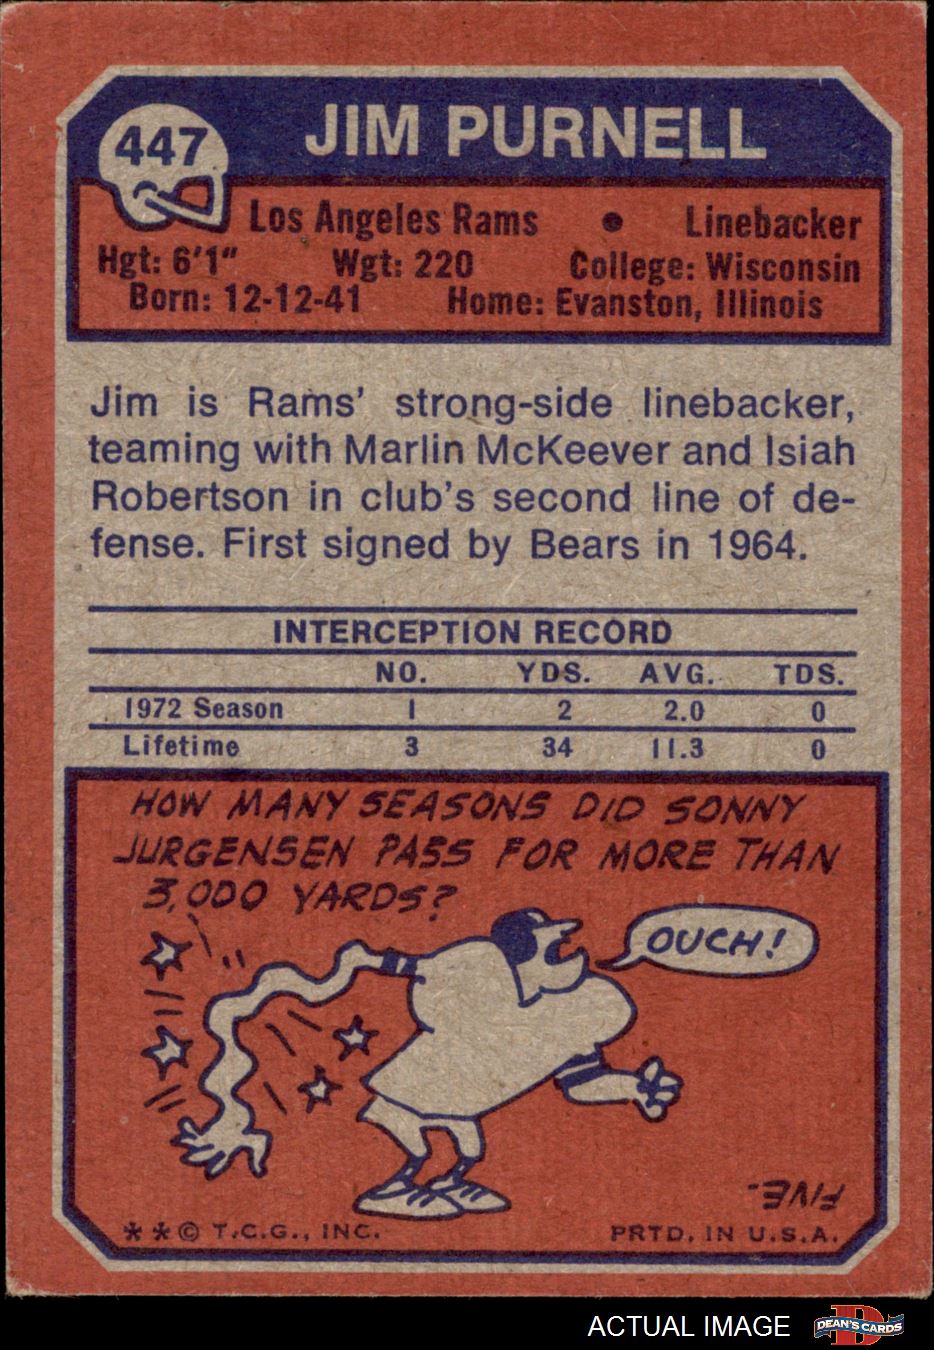 447
JIM PURNELL
Los Angeles Rams • Linebacker
Hgt: 6'1" Wgt: 220 College: Wisconsin
Born: 12-12-41 Home: Evanston, Illinois
Jim is Rams' strong-side linebacker,
teaming with Marlin McKeever and Isiah
Robertson in club's second line of de-
fense. First signed by Bears in 1964.
INTERCEPTION RECORD
NO. YDS. AVG. TDS.
1972 Season 1 2 2.0 0
Lifetime 3 34 11.3 0
HOW MANY SEASONS DID SONNY
JURGENSEN PASS FOR MORE THAN
3,000 YARDS?
OUCH!
FIVE.
* * © T.C.G., INC. PRTD. IN U.S.A.
ACTUAL IMAGE
DEAN'S CARDS